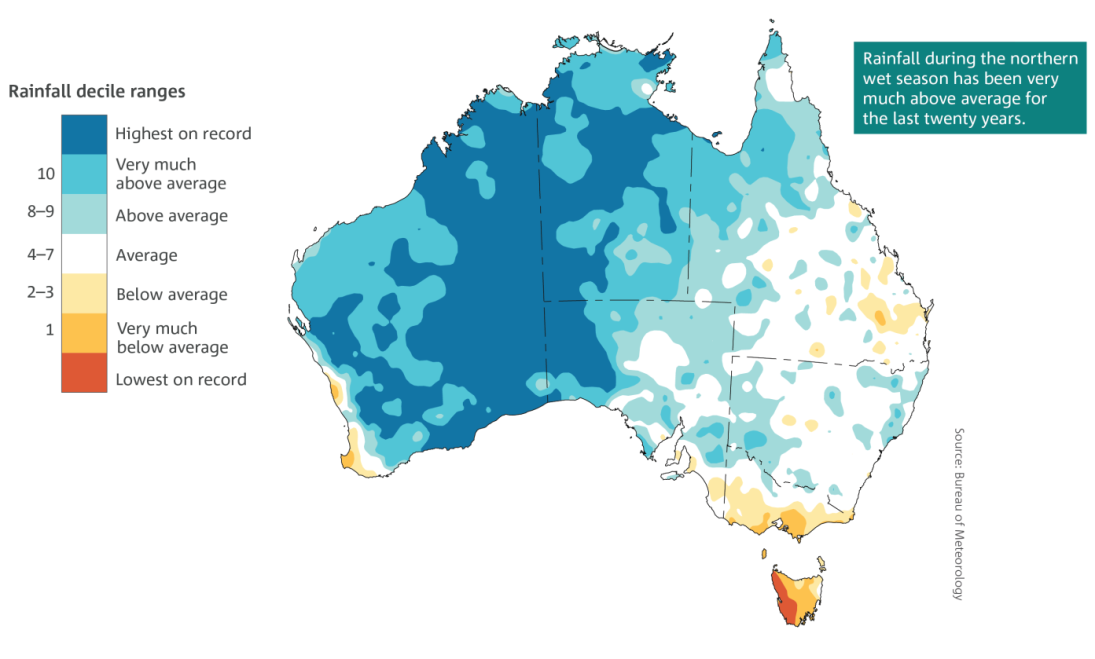 Rainfall during the northern
wet season has been very
much above average for
the last twenty years.
Rainfall decile ranges
Highest on record
10
Very much
above average
8–9
Above average
4–7
Average
2–3
Below average
1
Very much
below average
Lowest on record
Source: Bureau of Meteorology